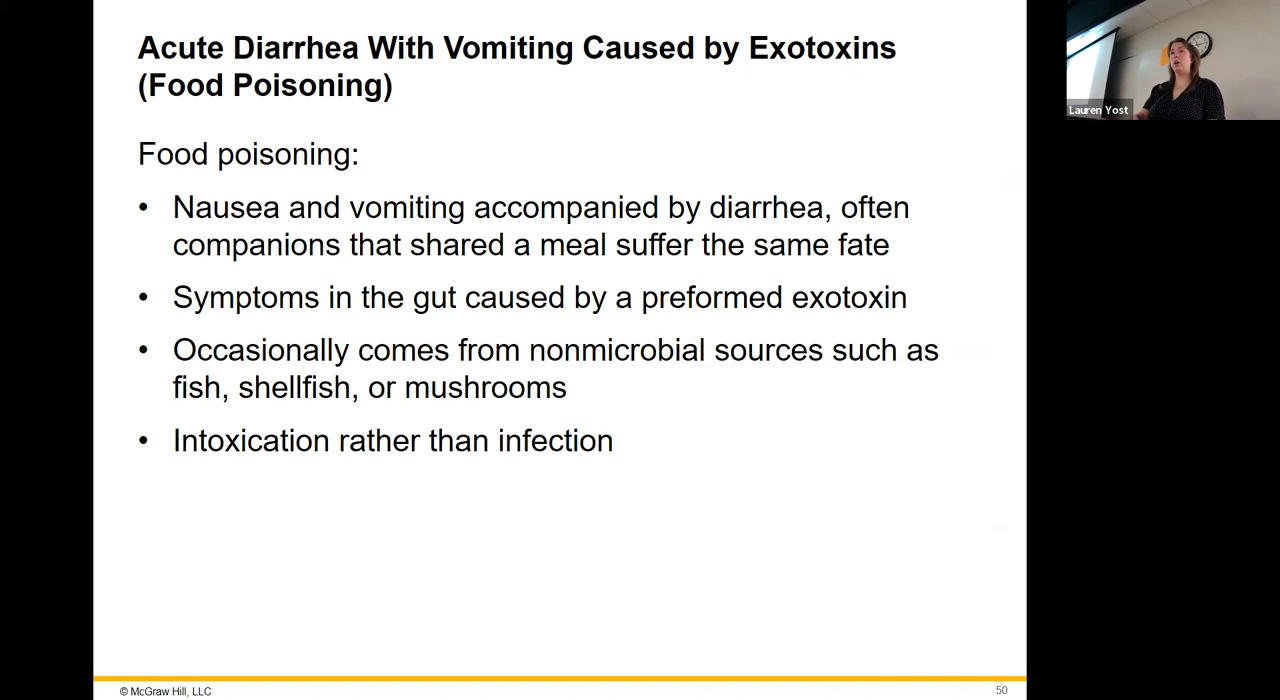 Acute Diarrhea With Vomiting Caused by Exotoxins
(Food Poisoning)
Food poisoning:
• Nausea and vomiting accompanied by diarrhea, often
companions that shared a meal suffer the same fate
• Symptoms in the gut caused by a preformed exotoxin
• Occasionally comes from nonmicrobial sources such as
fish, shellfish, or mushrooms
• Intoxication rather than infection
© McGraw Hill, LLC
50
Lauren Yost